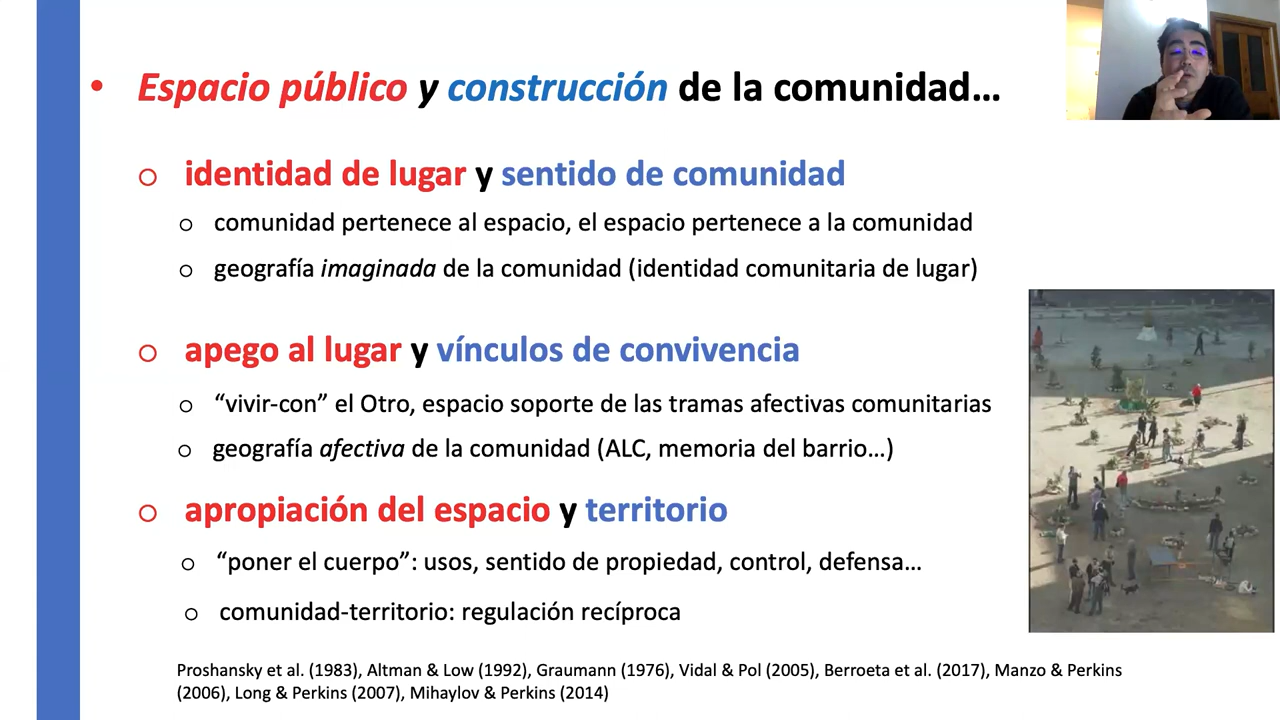 • Espacio público y construcción de la comunidad...
o identidad de lugar y sentido de comunidad
o comunidad pertenece al espacio, el espacio pertenece a la comunidad
o geografía imaginada de la comunidad (identidad comunitaria de lugar)
o apego al lugar y vínculos de convivencia
o “vivir-con” el Otro, espacio soporte de las tramas afectivas comunitarias
o geografía afectiva de la comunidad (ALC, memoria del barrio...)
o apropiación del espacio y territorio
o “poner el cuerpo”: usos, sentido de propiedad, control, defensa...
o comunidad-territorio: regulación recíproca
Proshansky et al. (1983), Altman & Low (1992), Graumann (1976), Vidal & Pol (2005), Berroeta et al. (2017), Manzo & Perkins
(2006), Long & Perkins (2007), Mihaylov & Perkins (2014)